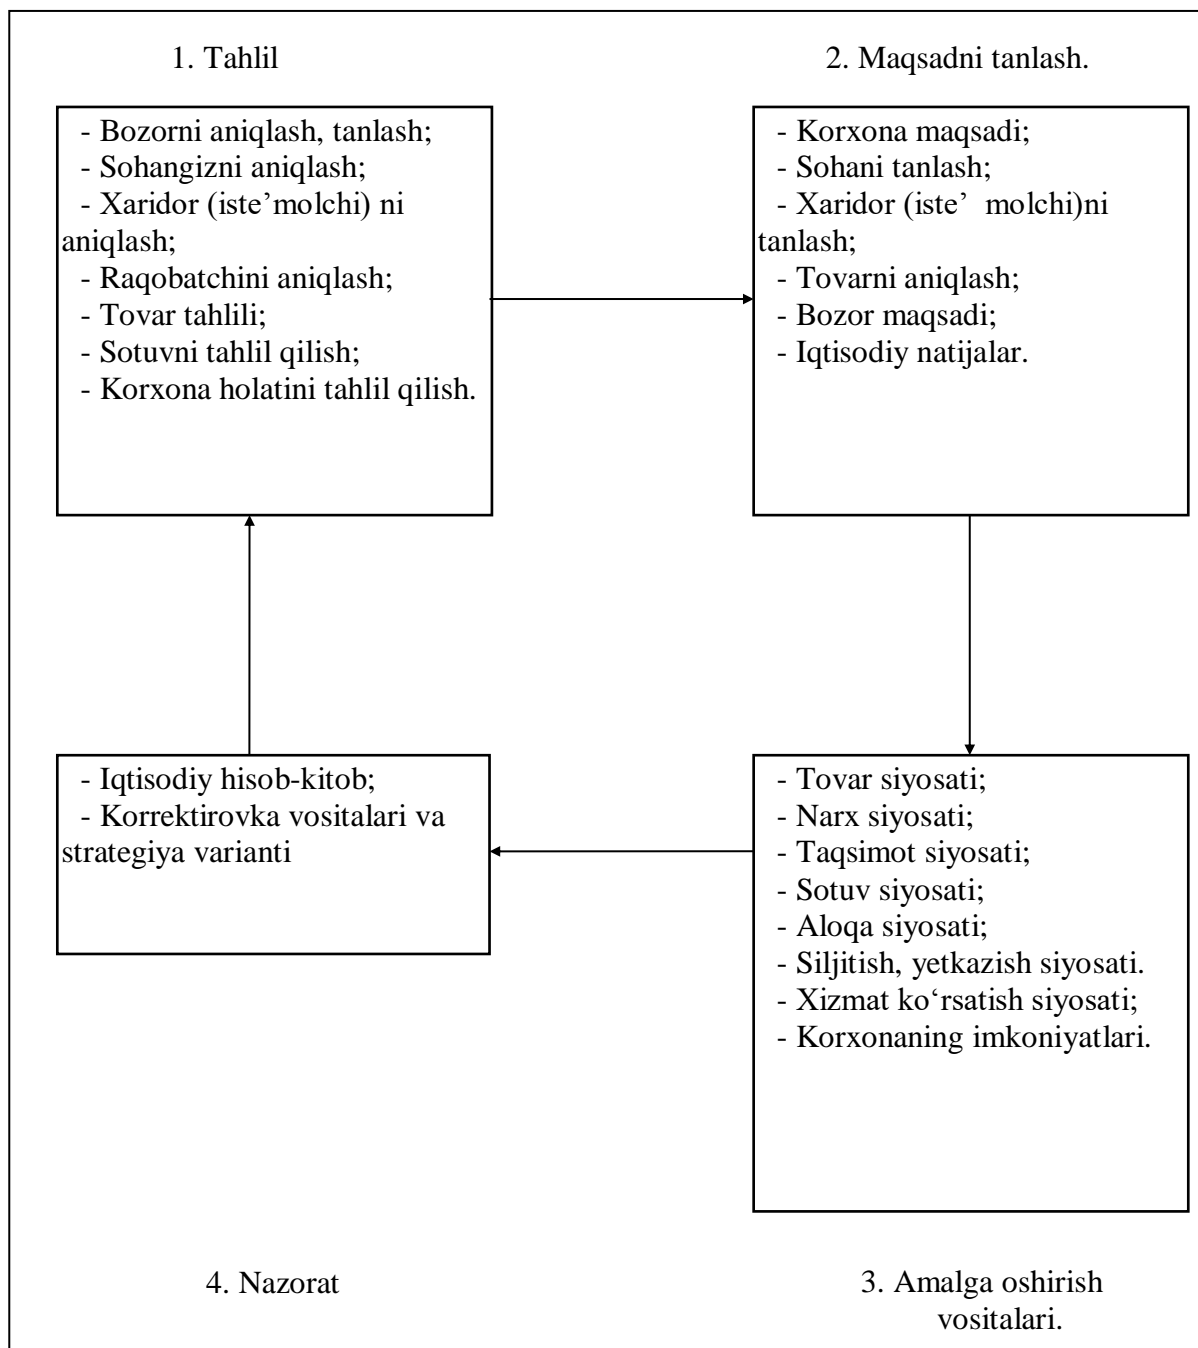 1. Tahlil
2. Maqsadni tanlash.
- Bozorni aniqlash, tanlash;
- Sohangizni aniqlash;
- Xaridor (iste’molchi) ni
aniqlash;
- Raqobatchini aniqlash;
- Tovar tahlili;
- Sotuvni tahlil qilish;
- Korxona holatini tahlil qilish.
- Korxona maqsadi;
- Sohani tanlash;
- Xaridor (iste’ molchi)ni
tanlash;
- Tovarni aniqlash;
- Bozor maqsadi;
- Iqtisodiy natijalar.
- Iqtisodiy hisob-kitob;
- Korrektirovka vositalari va
strategiya varianti
- Tovar siyosati;
- Narx siyosati;
- Taqsimot siyosati;
- Sotuv siyosati;
- Aloqa siyosati;
- Siljitish, yetkazish siyosati.
- Xizmat ko‘rsatish siyosati;
- Korxonaning imkoniyatlari.
4. Nazorat
3. Amalga oshirish
vositalari.